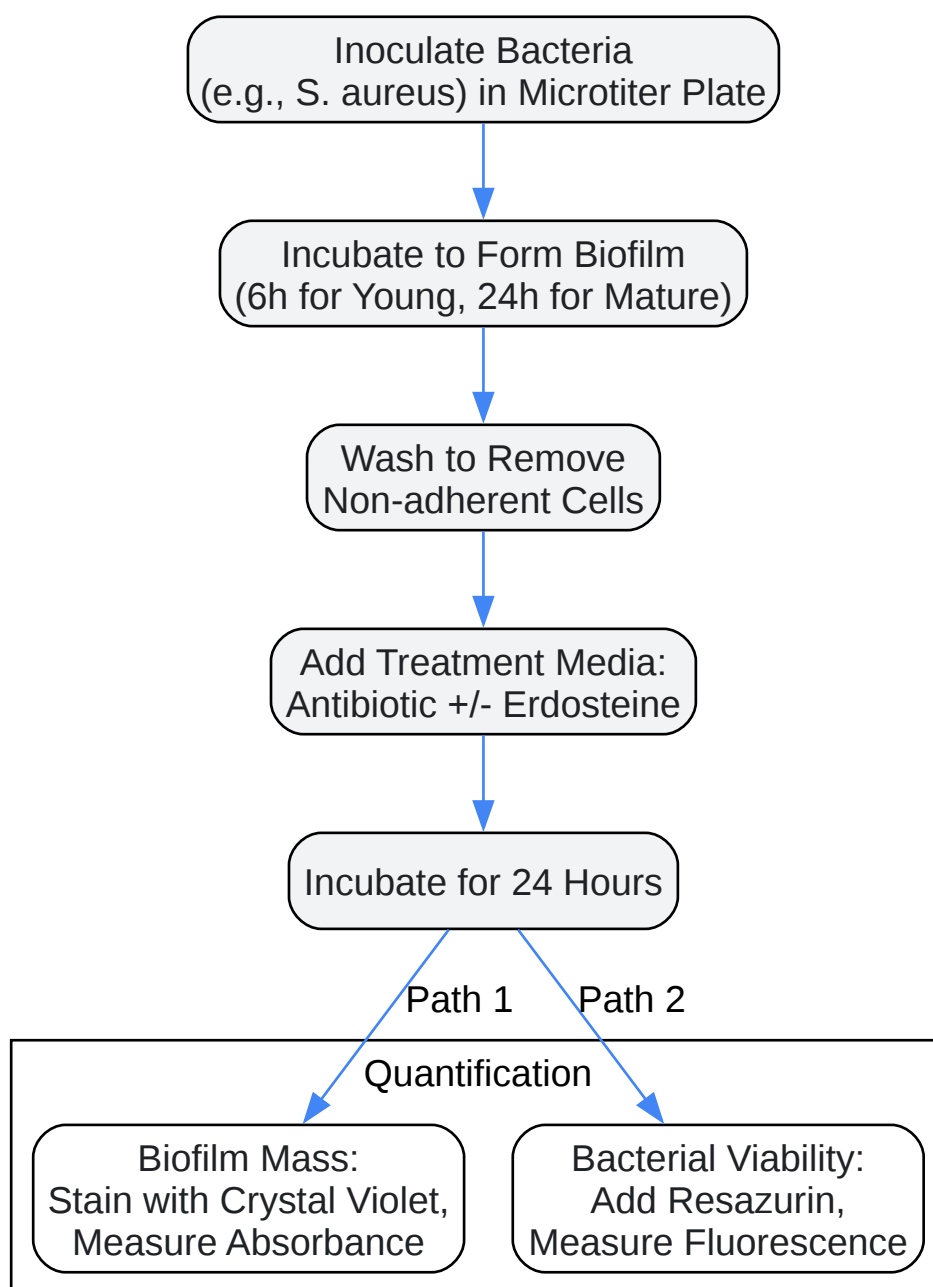 Inoculate Bacteria
(e.g., S. aureus) in Microtiter Plate
Incubate to Form Biofilm
(6h for Young, 24h for Mature)
Wash to Remove
Non-adherent Cells
Add Treatment Media:
Antibiotic +/- Erdosteine
Incubate for 24 Hours
Path 1
Path 2
Quantification
Biofilm Mass:
Stain with Crystal Violet,
Measure Absorbance
Bacterial Viability:
Add Resazurin,
Measure Fluorescence